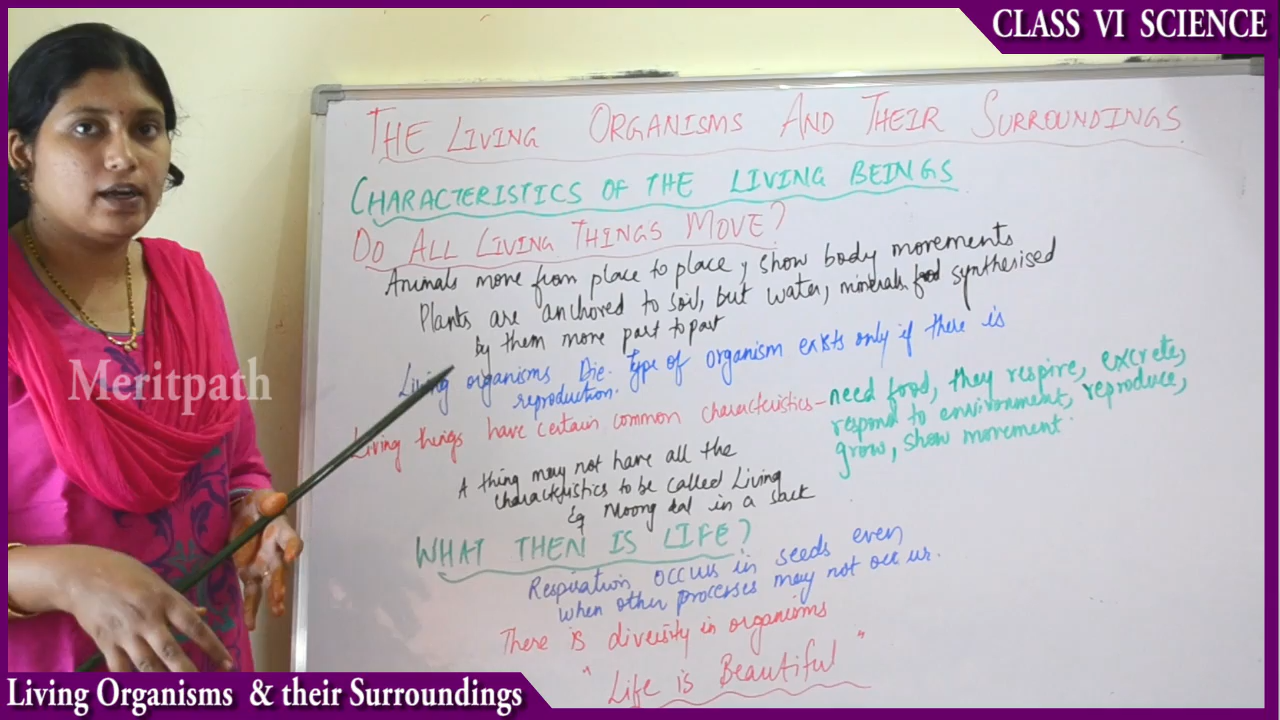 CLASS VI SCIENCE
THE LIVING ORGANISMS AND THEIR SURROUNDINGS
CHARACTERISTICS OF THE LIVING BEINGS
DO ALL LIVING THINGS MOVE?
Animals move from place to place, show body movements
Plants are anchored to soil, but water, minerals food synthesised
by them move part to part
Living organisms Die. Type of organism exists only if there is
reproduction.
Living things have certain common characteristics - need food, they respire, excrete,
respond to environment, reproduce,
grow, show movement.
A thing may not have all the
characteristics to be called Living
Eg Moong dal in a sack
WHAT THEN IS LIFE?
Respiration occurs in seeds even
when other processes may not occur.
There is diversity in organisms
"Life is Beautiful"
Meritpath
Living Organisms & their Surroundings